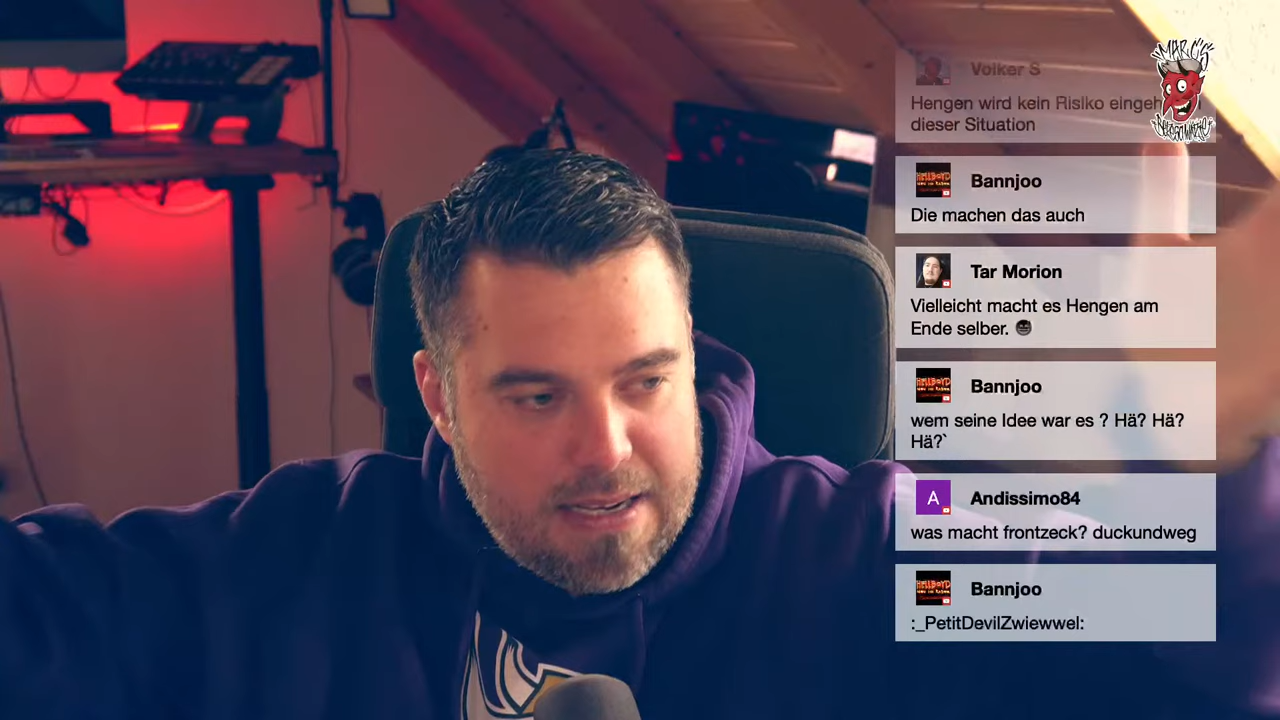 MARC'S
Volker S
Hengen wird kein Risiko eingeh
dieser Situation
Bannjoo
Die machen das auch
Tar Morion
Vielleicht macht es Hengen am
Ende selber.
Bannjoo
wem seine Idee war es ? Hä? Hä?
Hä?`
A
Andissimo84
was macht frontzeck? duckundweg
Bannjoo
:_PetitDevilZwiewwel: